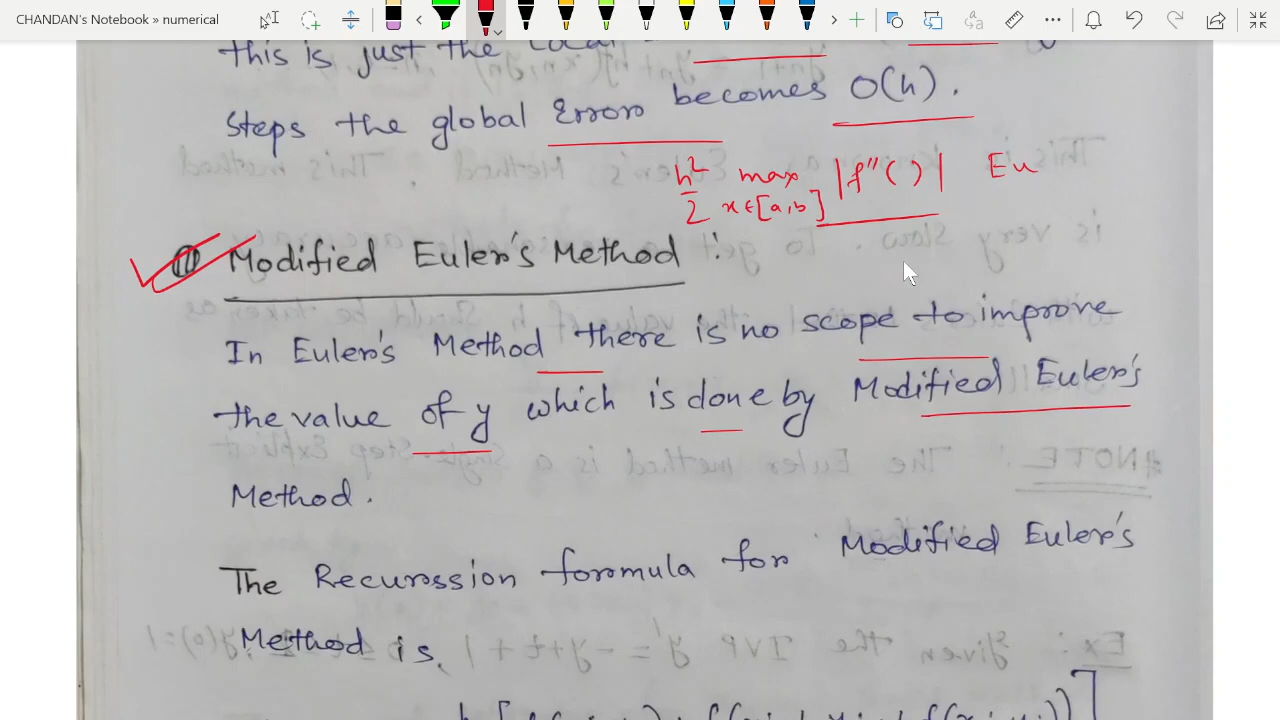 CHANDAN's Notebook » numerical
this is just the Local
Steps the global Error becomes O(h).
h²/2 max x∈[a,b] |f''( )| Eu
Modified Euler's Method :
In Euler's Method there is no scope to improve
the value of y which is done by Modified Euler's
Method.
The Recurssion formula for Modified Euler's
Method is,